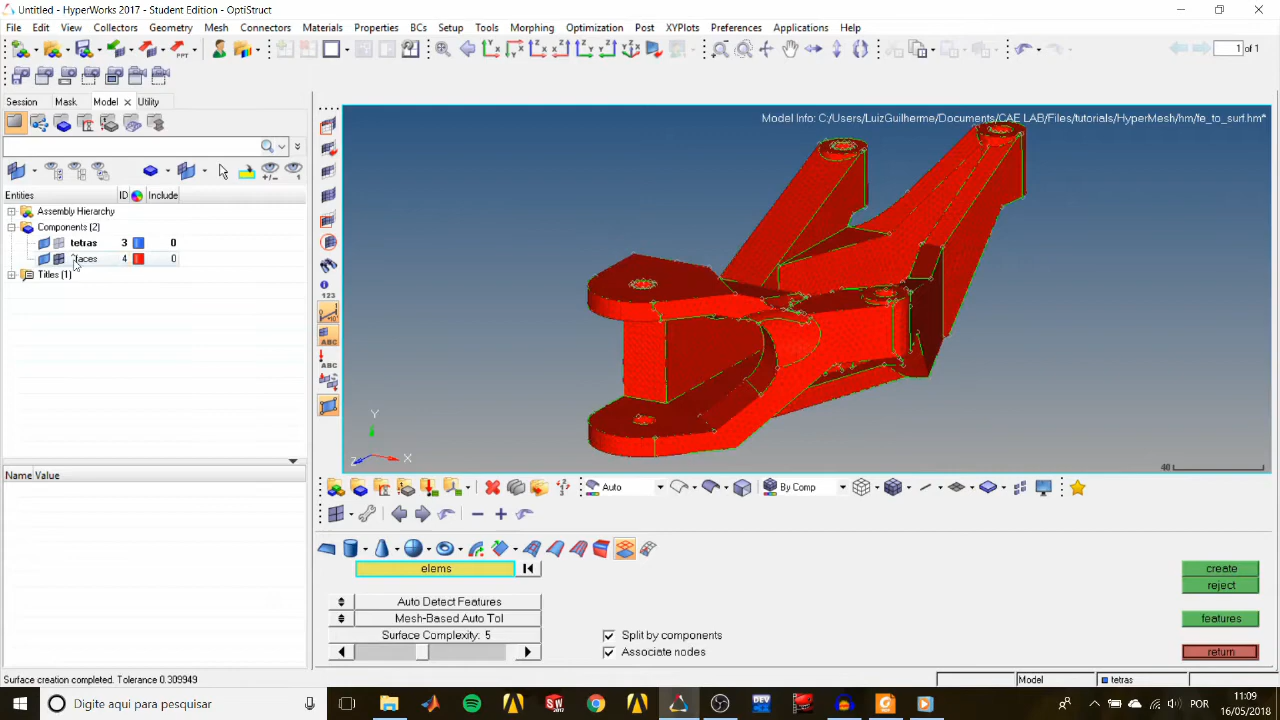 Untitled - HyperWorks 2017 - Student Edition - OptiStruct
File Edit View Collectors Geometry Mesh Connectors Materials Properties BCs Setup Tools Morphing Optimization Post XYPlots Preferences Applications Help
1 of 1
Session Mask Model Utility
Model Info: C:/Users/LuizGuilherme/Documents/CAE LAB/Files/tutorials/HyperMesh/hm/fe_to_surf.hm*
Entities ID Include
Assembly Hierarchy
Components (2)
tetras 3 0
faces 4 0
Titles (1)
123
ABC
ABC
Y
Z X
40
Name Value
Auto By Comp
elems
create
reject
Auto Detect Features
Mesh-Based Auto Tol
features
Surface Complexity: 5
Split by components
Associate nodes
return
Surface creation completed. Tolerance 0.309949
Model tetras
Digite aqui para pesquisar
POR
11:09
16/05/2018